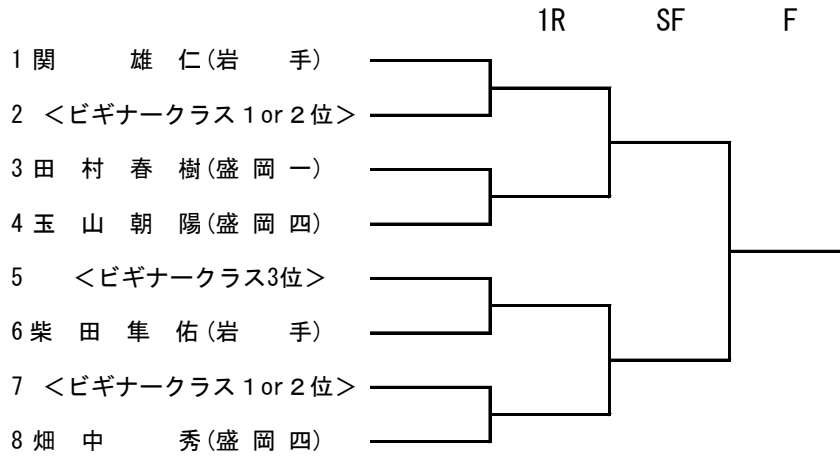 1R SF F
1 関 雄 仁(岩 手)
2 ＜ビギナークラス１or２位＞
3 田 村 春 樹(盛 岡 一)
4 玉 山 朝 陽(盛 岡 四)
5 ＜ビギナークラス3位＞
6 柴 田 隼 佑(岩 手)
7 ＜ビギナークラス１or２位＞
8 畑 中 秀(盛 岡 四)